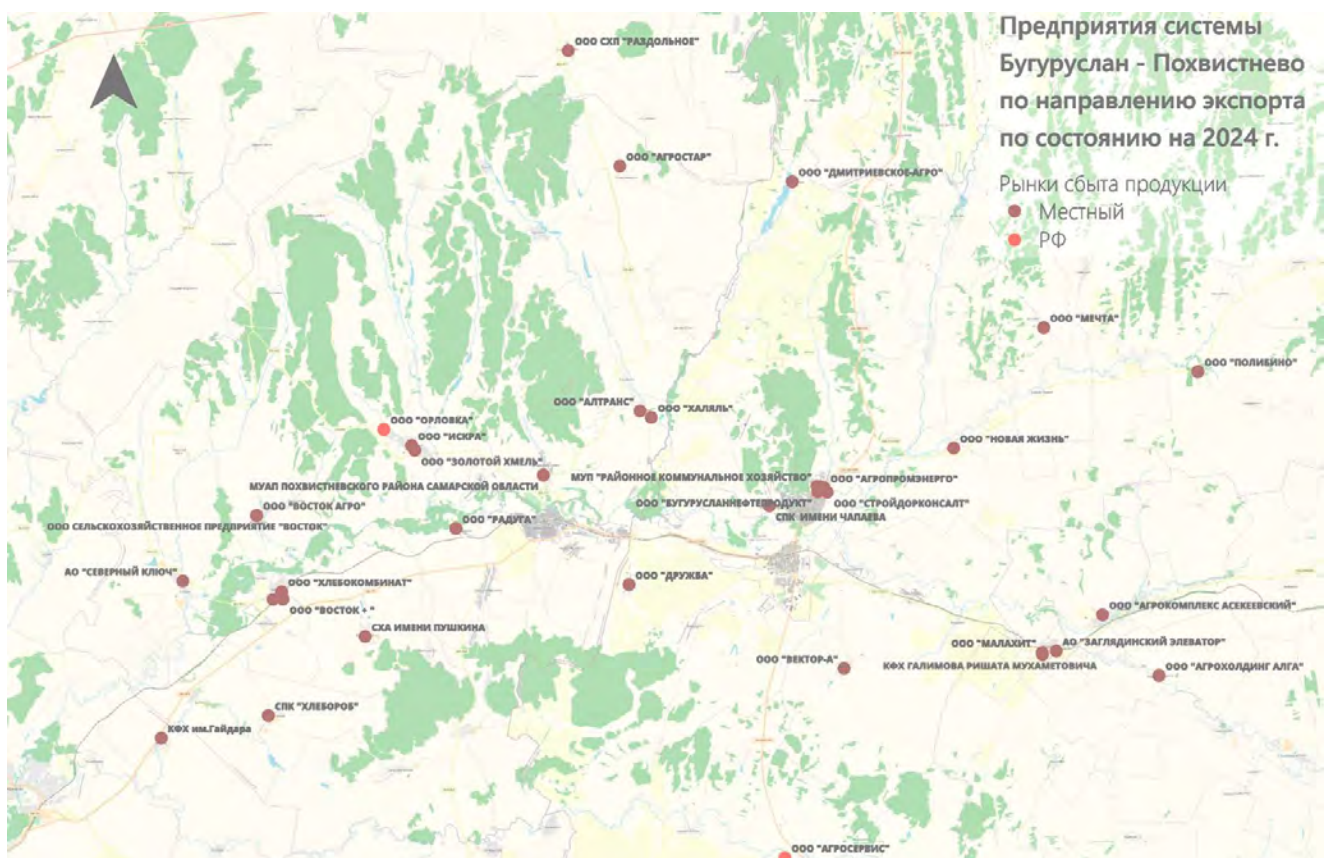 Предприятия системы
Бугуруслан - Похвистнево
по направлению экспорта
по состоянию на 2024 г.
Рынки сбыта продукции
Местный
РФ
ООО СХП "РАЗДОЛЬНОЕ"
ООО "АГРОСТАР"
ООО "ДМИТРИЕВСКОЕ-АГРО"
ООО "МЕЧТА"
ООО "ПОЛИБИНО"
ООО "АЛТРАНС"
ООО "ХАЛЯЛЬ"
ООО "ОРЛОВКА"
ООО "ИСКРА"
ООО "ЗОЛОТОЙ ХМЕЛЬ"
ООО "НОВАЯ ЖИЗНЬ"
МУАП ПОХВИСТНЕВСКОГО РАЙОНА САМАРСКОЙ ОБЛАСТИ
МУП "РАЙОННОЕ КОММУНАЛЬНОЕ ХОЗЯЙСТВО"
ООО "АГРОПРОМЭНЕРГО"
ООО "БУГУРУСЛАННЕФТЕПРОДУКТ"
ООО "СТРОЙДОРКОНСАЛТ"
СПК ИМЕНИ ЧАПАЕВА
ООО "ВОСТОК АГРО"
ООО СЕЛЬСКОХОЗЯЙСТВЕННОЕ ПРЕДПРИЯТИЕ "ВОСТОК"
ООО "РАДУГА"
АО "СЕВЕРНЫЙ КЛЮЧ"
ООО "ХЛЕБОКОМБИНАТ"
ООО "ДРУЖБА"
ООО "ВОСТОК + "
ООО "АГРОКОМПЛЕКС АСЕКЕЕВСКИЙ"
СХА ИМЕНИ ПУШКИНА
ООО "МАЛАХИТ"
АО "ЗАГЛЯДИНСКИЙ ЭЛЕВАТОР"
ООО "ВЕКТОР-А"
КФХ ГАЛИМОВА РИШАТА МУХАМЕТОВИЧА
ООО "АГРОХОЛДИНГ АЛГА"
СПК "ХЛЕБОРОБ"
КФХ им.Гайдара
ООО "АГРОСЕРВИС"